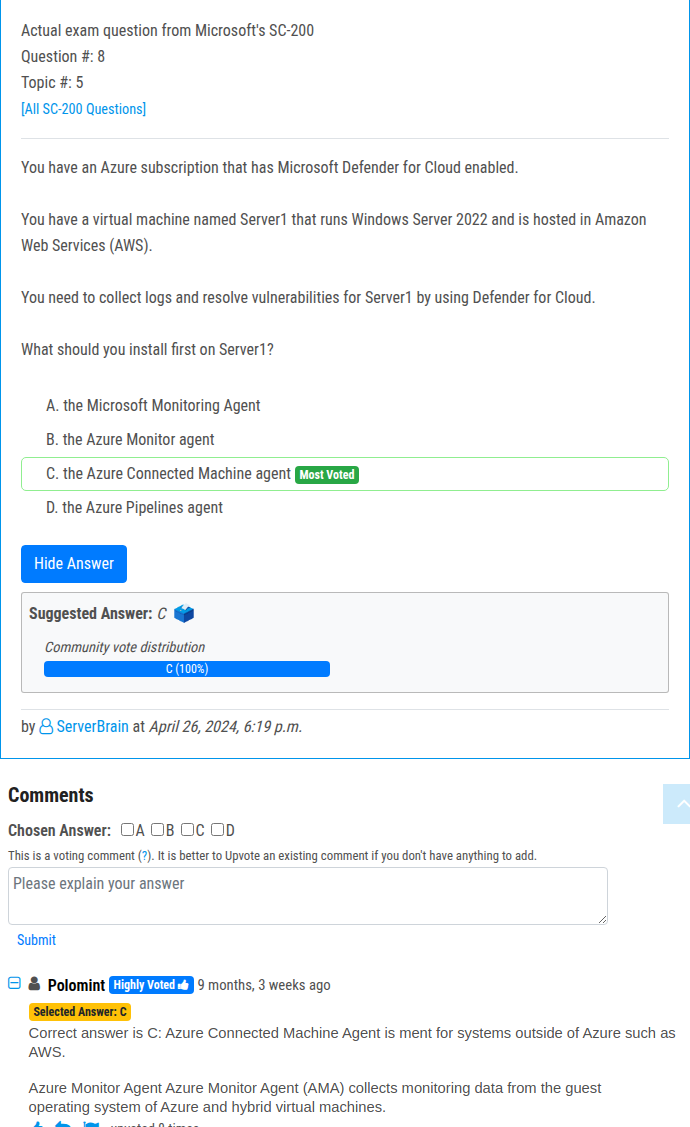 Actual exam question from Microsoft's SC-200
Question #: 8
Topic #: 5
[All SC-200 Questions]
You have an Azure subscription that has Microsoft Defender for Cloud enabled.
You have a virtual machine named Server1 that runs Windows Server 2022 and is hosted in Amazon
Web Services (AWS).
You need to collect logs and resolve vulnerabilities for Server1 by using Defender for Cloud.
What should you install first on Server1?
A. the Microsoft Monitoring Agent
B. the Azure Monitor agent
C. the Azure Connected Machine agent Most Voted
D. the Azure Pipelines agent
Hide Answer
Suggested Answer: C
Community vote distribution
C (100%)
by ServerBrain at April 26, 2024, 6:19 p.m.
Comments
Chosen Answer: A B C D
This is a voting comment (?). It is better to Upvote an existing comment if you don't have anything to add.
Please explain your answer
Submit
Polomint Highly Voted 9 months, 3 weeks ago
Selected Answer: C
Correct answer is C: Azure Connected Machine Agent is ment for systems outside of Azure such as
AWS.
Azure Monitor Agent Azure Monitor Agent (AMA) collects monitoring data from the guest
operating system of Azure and hybrid virtual machines.